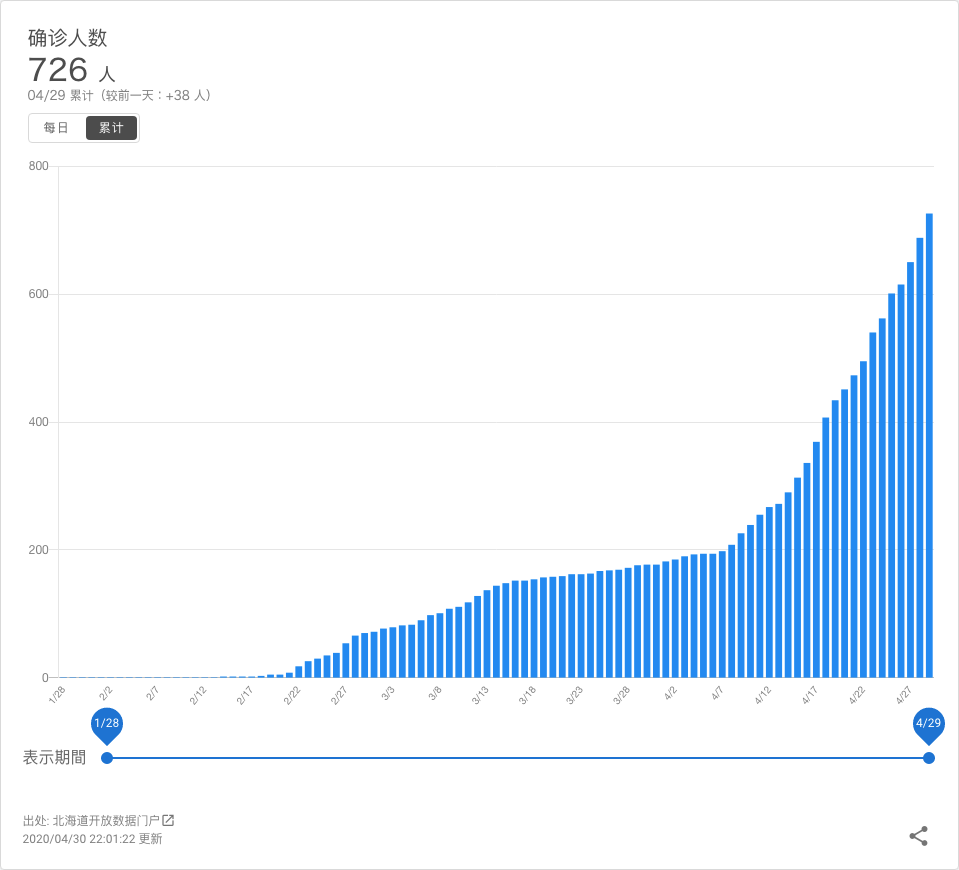 确诊人数
726 人
04/29 累计（较前一天：+38 人）
每日 累计
800
600
400
200
0
1/28 2/2 2/7 2/12 2/17 2/22 2/27 3/3 3/8 3/13 3/18 3/23 3/28 4/2 4/7 4/12 4/17 4/22 4/27
1/28 4/29
表示期間
出处: 北海道开放数据门户
2020/04/30 22:01:22 更新